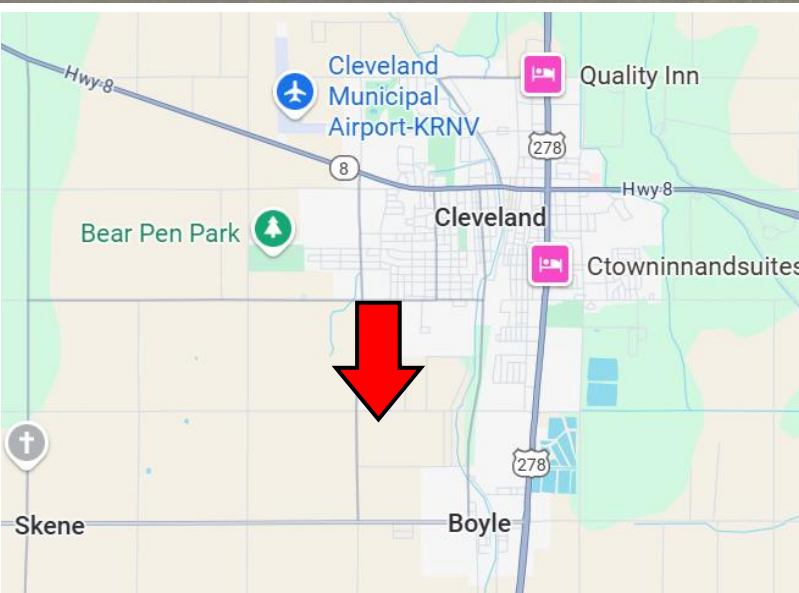 Hwy 8
Cleveland
Municipal
Airport-KRNV
Quality Inn
278
8
Hwy 8
Cleveland
Bear Pen Park
Ctowninnandsuites
278
Skene
Boyle